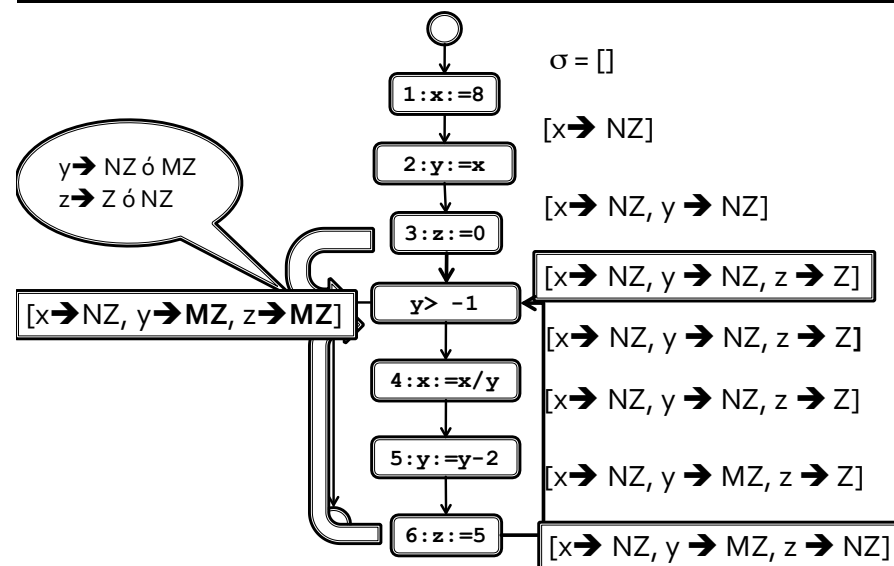 σ = []
1:x:=8
[x➔ NZ]
2:y:=x
y➔ NZ ó MZ
z➔ Z ó NZ
[x➔ NZ, y ➔ NZ]
3:z:=0
[x➔ NZ, y ➔ NZ, z ➔ Z]
y> -1
[x➔NZ, y➔MZ, z➔MZ]
[x➔ NZ, y ➔ NZ, z ➔ Z]
4:x:=x/y
[x➔ NZ, y ➔ NZ, z ➔ Z]
5:y:=y-2
[x➔ NZ, y ➔ MZ, z ➔ Z]
6:z:=5
[x➔ NZ, y ➔ MZ, z ➔ NZ]